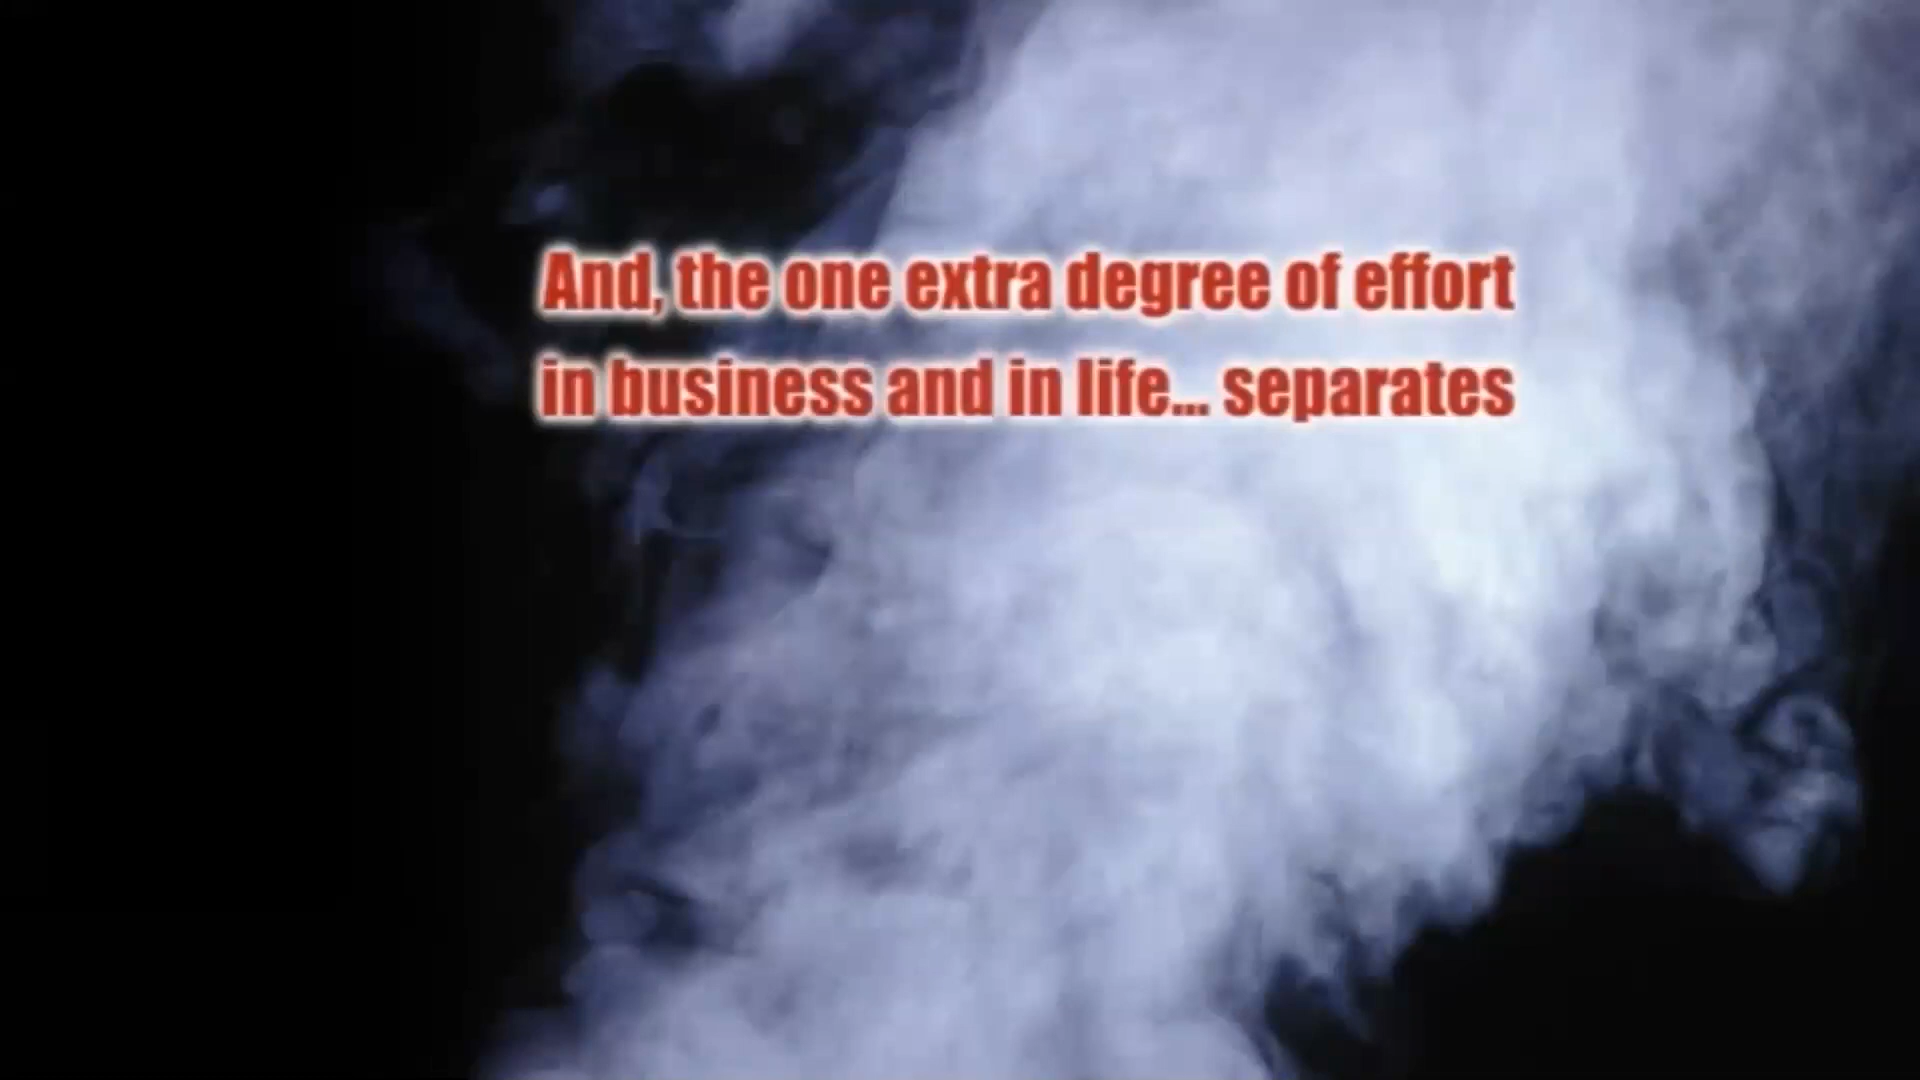 And, the one extra degree of effort
in business and in life... separates